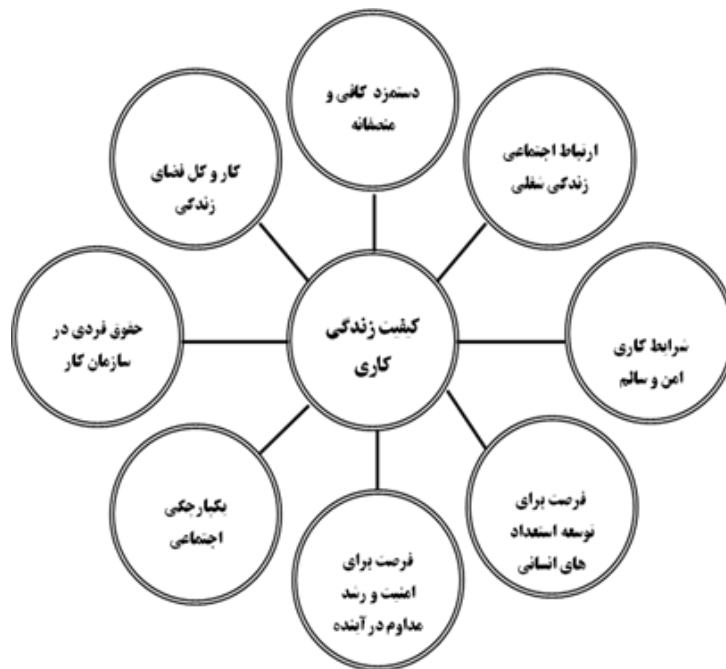 دستمزد کافی و
منصفانه
ارتباط اجتماعی
زندگی شغلی
شرایط کاری
امن و سالم
فرصت برای
توسعه استعداد
های انسانی
فرصت برای
امنیت و رشد
مداوم در آینده
یکپارچگی
اجتماعی
حقوق فردی در
سازمان کار
کار و کل فضای
زندگی
کیفیت زندگی
کاری